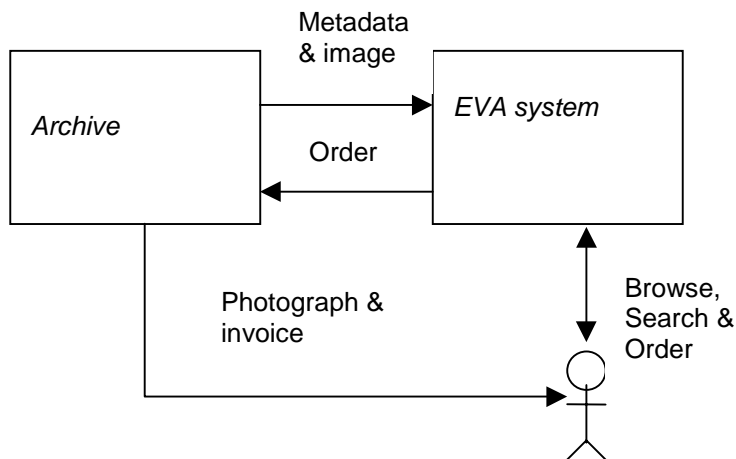 Metadata
& image
Archive
EVA system
Order
Photograph &
invoice
Browse,
Search &
Order